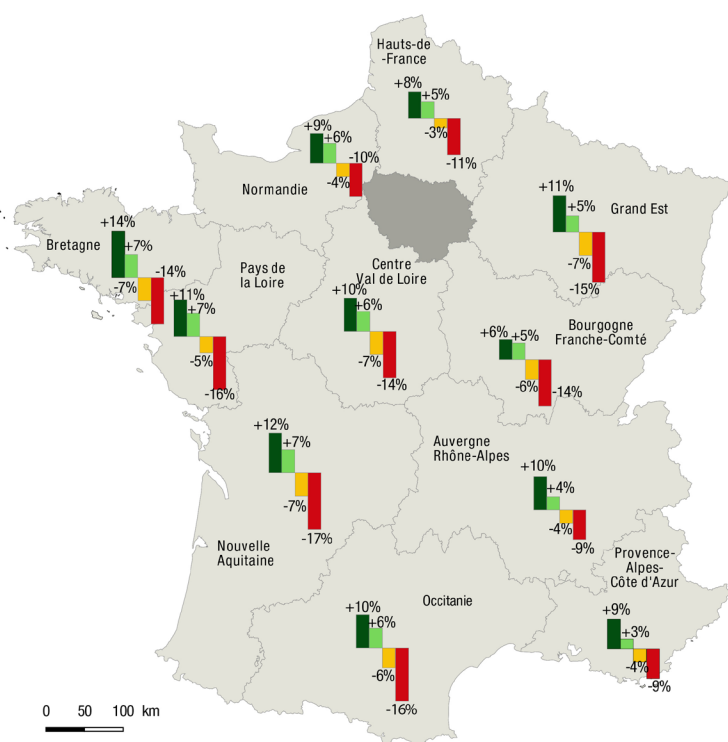 Hauts-de
-France
+8%
+5%
-3%
-11%
+9%
+6%
-10%
-4%
Normandie
+11%
+5%
Grand Est
-7%
-15%
+14%
Bretagne
+7%
-14%
-7%
Pays de
la Loire
+11%
+7%
-5%
-16%
Centre
Val de Loire
+10%
+6%
-7%
-14%
Bourgogne
Franche-Comté
+6%
+5%
-6%
-14%
+12%
+7%
-7%
-17%
Nouvelle
Aquitaine
Auvergne
Rhône-Alpes
+10%
+4%
-4%
-9%
Provence-
Alpes-
Côte d'Azur
+9%
+3%
-4%
-9%
Occitanie
+10%
+6%
-6%
-16%
0 50 100 km